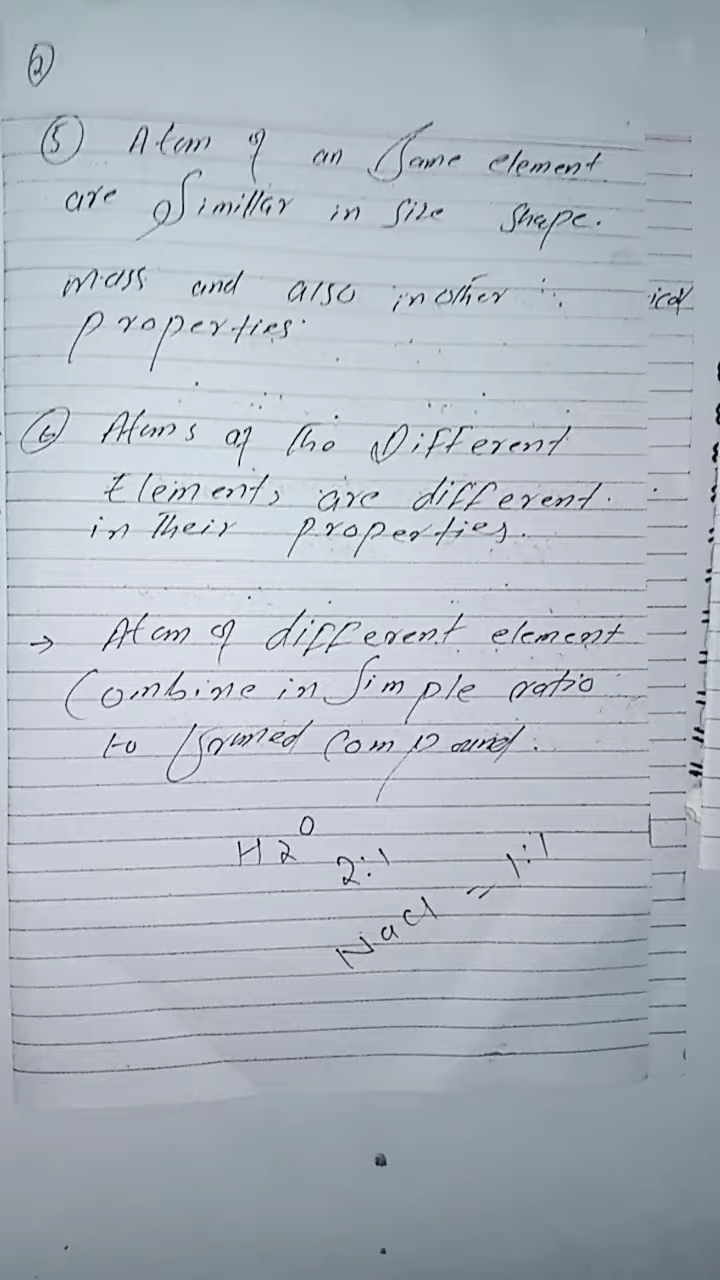 ②
⑤ Atom of an Same element
are Simillar in Size Shape.
mass and also in other
properties.
⑥ Atoms of the Different
Elements are different.
in Their properties.
→ Atom of different element
Combine in Simple ratio
to formed Compound.
H2O 2:1
NaCl = 1:1